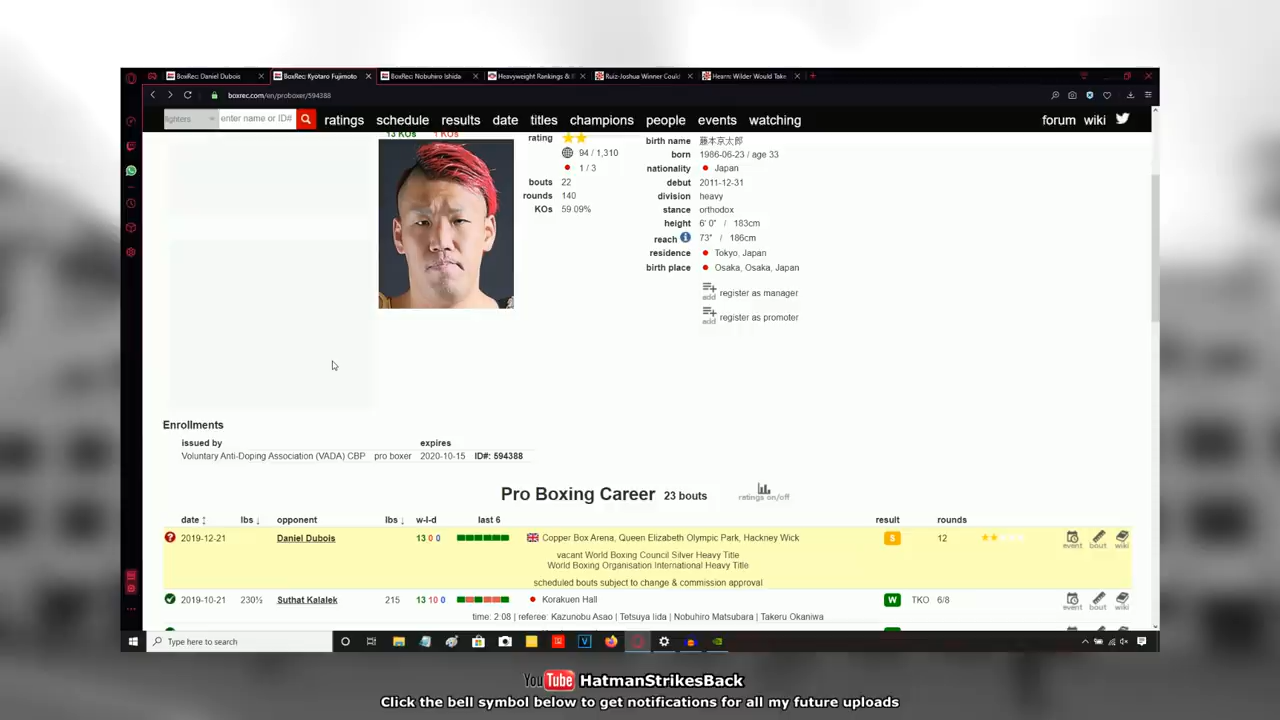 BoxRec: Daniel Dubois
BoxRec: Kyotaro Fujimoto
BoxRec: Nobuhiro Ishida
Heavyweight Rankings &
Ruiz-Joshua Winner Could
Hearn: Wilder Would Take
boxrec.com/en/proboxer/594388
fighters
enter name or ID#
ratings schedule results date titles champions people events watching forum wiki
13 KOs 1 KOs
rating
94 / 1,310
1 / 3
bouts 22
rounds 140
KOs 59.09%
birth name 藤本京太郎
born 1986-06-23 / age 33
nationality Japan
debut 2011-12-31
division heavy
stance orthodox
height 6′ 0″ / 183cm
reach 73″ / 186cm
residence Tokyo, Japan
birth place Osaka, Osaka, Japan
add register as manager
add register as promoter
Enrollments
issued by expires
Voluntary Anti-Doping Association (VADA) CBP pro boxer 2020-10-15 ID#: 594388
Pro Boxing Career 23 bouts
ratings on/off
date lbs opponent lbs w-l-d last 6 result rounds
2019-12-21 Daniel Dubois 13 0 0 Copper Box Arena, Queen Elizabeth Olympic Park, Hackney Wick S 12
event bout wiki
vacant World Boxing Council Silver Heavy Title
World Boxing Organisation International Heavy Title
scheduled bouts subject to change & commission approval
2019-10-21 230½ Suthat Kalalek 215 13 10 0 Korakuen Hall W TKO 6/8
event bout wiki
time: 2:08 | referee: Kazunobu Asao | Tetsuya Iida | Nobuhiro Matsubara | Takeru Okaniwa
Type here to search
YouTube HatmanStrikesBack
Click the bell symbol below to get notifications for all my future uploads